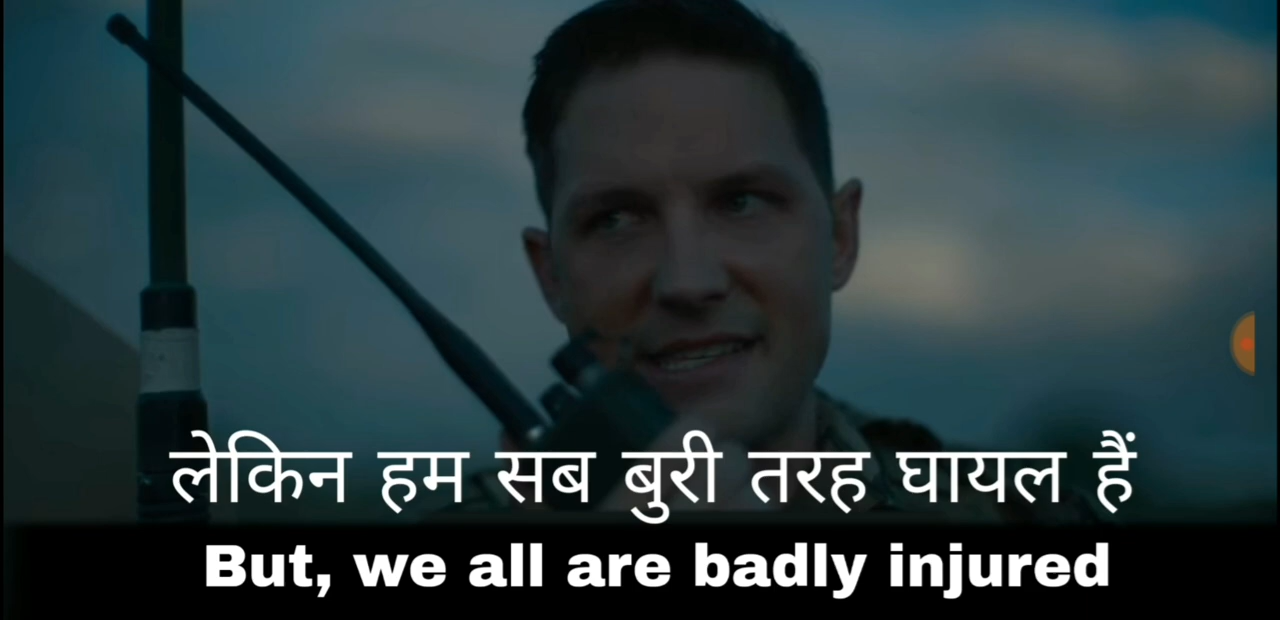 लेकिन हम सब बुरी तरह घायल हैं
But, we all are badly injured